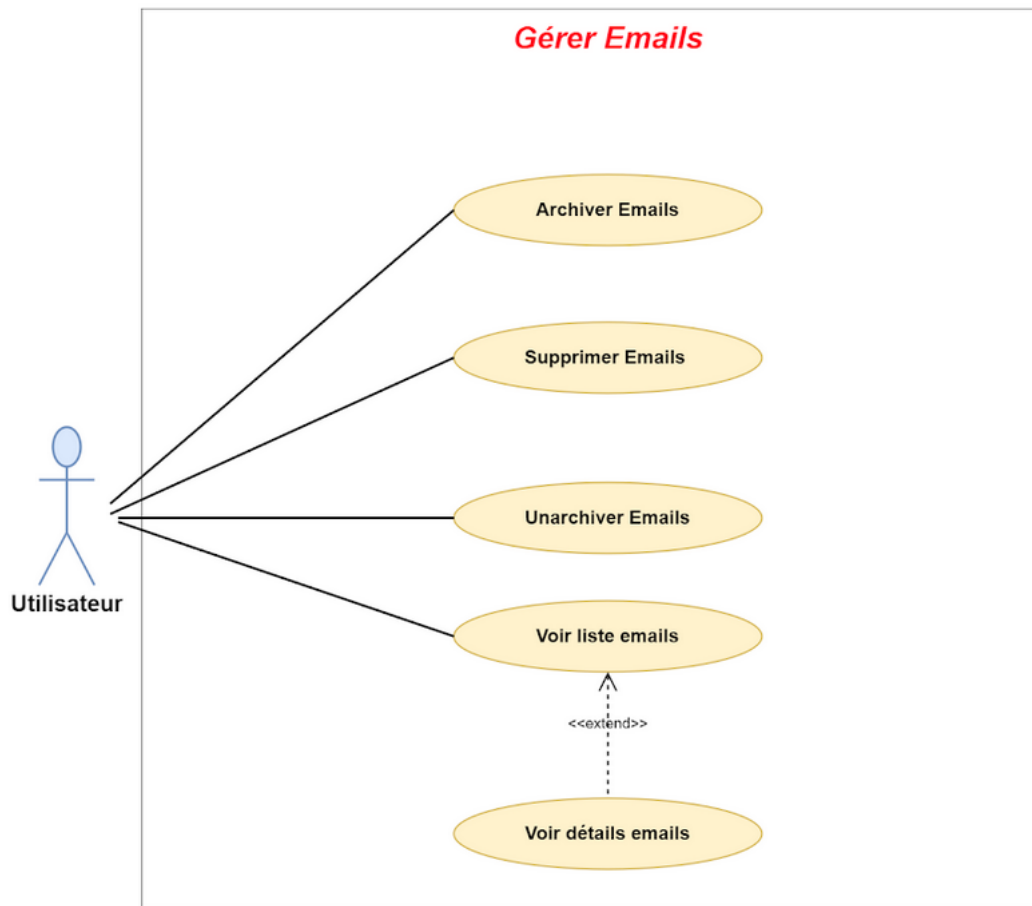 Gérer Emails
Archiver Emails
Supprimer Emails
Unarchiver Emails
Utilisateur
Voir liste emails
<<extend>>
Voir détails emails